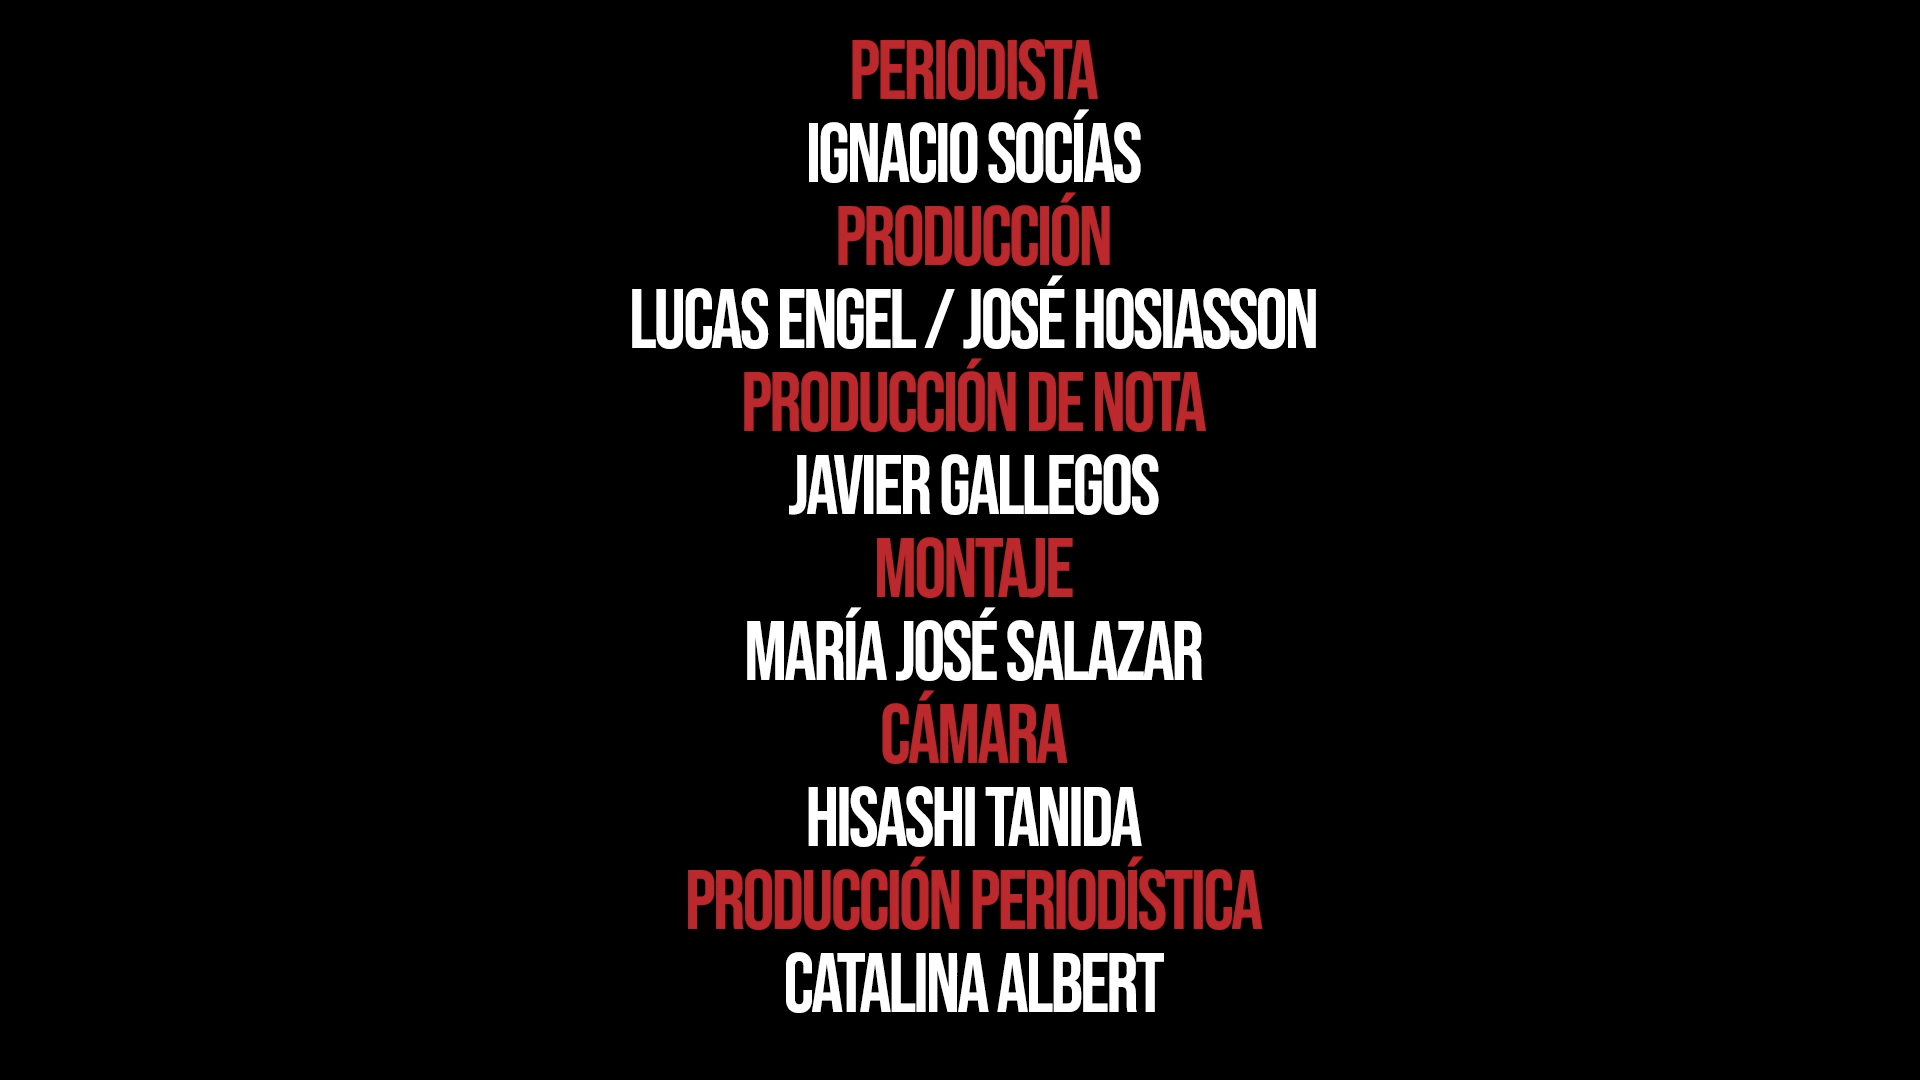 PERIODISTA
IGNACIO SOCÍAS
PRODUCCIÓN
LUCAS ENGEL / JOSÉ HOSIASSON
PRODUCCIÓN DE NOTA
JAVIER GALLEGOS
MONTAJE
MARÍA JOSÉ SALAZAR
CÁMARA
HISASHI TANIDA
PRODUCCIÓN PERIODÍSTICA
CATALINA ALBERT